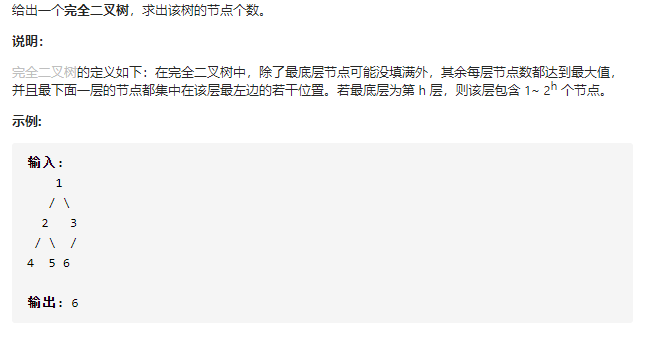 给出一个完全二叉树，求出该树的节点个数。
说明：
完全二叉树的定义如下：在完全二叉树中，除了最底层节点可能没填满外，其余每层节点数都达到最大值，
并且最下面一层的节点都集中在该层最左边的若干位置。若最底层为第 h 层，则该层包含 1~ 2^h 个节点。
示例:
输入:
1
/ \
2 3
/ \ /
4 5 6
输出: 6